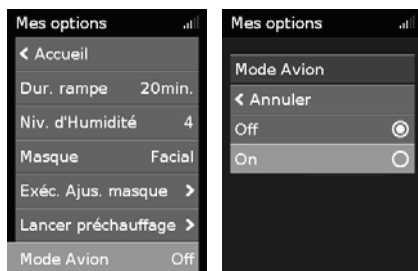 Mes options
< Accueil
Dur. rampe 20min.
Niv. d'Humidité 4
Masque Facial
Exéc. Ajus. masque >
Lancer préchauffage >
Mode Avion Off
Mes options
Mode Avion
< Annuler
Off
On